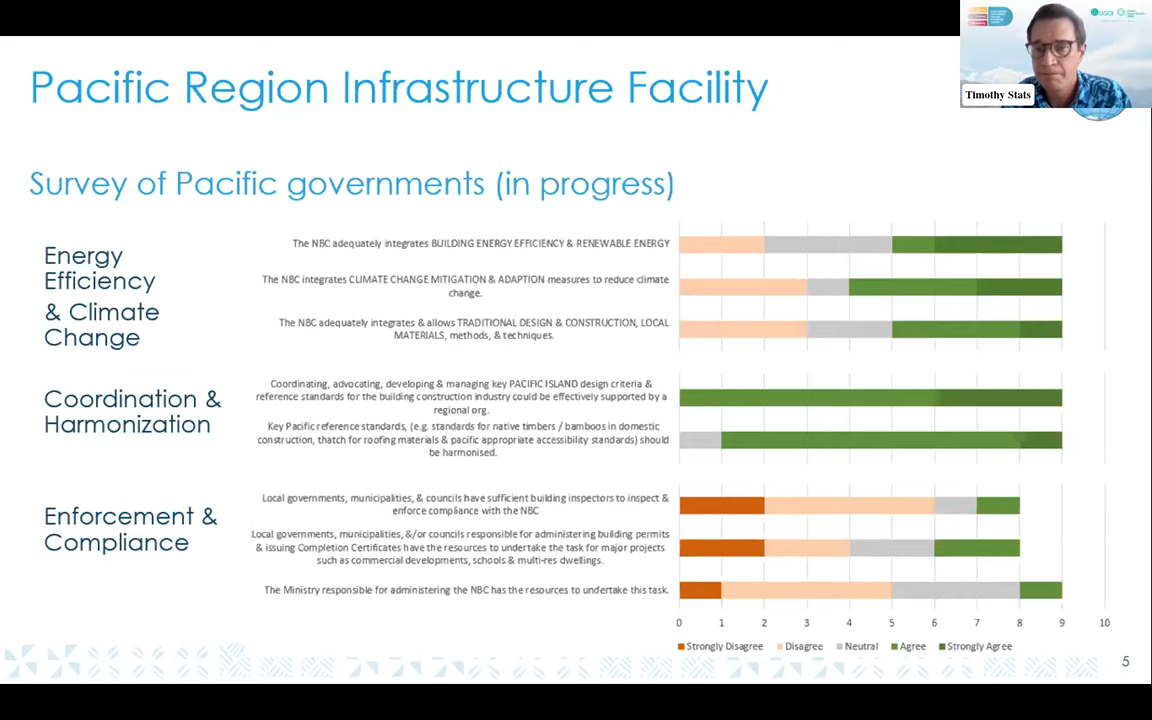 Timothy Stats
Pacific Region Infrastructure Facility
Survey of Pacific governments (in progress)
Energy
Efficiency
& Climate
Change
The NBC adequately integrates BUILDING ENERGY EFFICIENCY & RENEWABLE ENERGY
The NBC integrates CLIMATE CHANGE MITIGATION & ADAPTION measures to reduce climate
change.
The NBC adequately integrates & allows TRADITIONAL DESIGN & CONSTRUCTION, LOCAL
MATERIALS, methods, & techniques.
Coordination &
Harmonization
Coordinating, advocating, developing & managing key PACIFIC ISLAND design criteria &
reference standards for the building construction industry could be effectively supported by a
regional org.
Key Pacific reference standards, (e.g. standards for native timbers / bamboos in domestic
construction, thatch for roofing materials & pacific appropriate accessibility standards) should
be harmonised.
Enforcement &
Compliance
Local governments, municipalities, & councils have sufficient building inspectors to inspect &
enforce compliance with the NBC
Local governments, municipalities, &/or councils responsible for administering building permits
& issuing Completion Certificates have the resources to undertake the task for major projects
such as commercial developments, schools & multi-res dwellings.
The Ministry responsible for administering the NBC has the resources to undertake this task.
0 1 2 3 4 5 6 7 8 9 10
Strongly Disagree Disagree Neutral Agree Strongly Agree
5